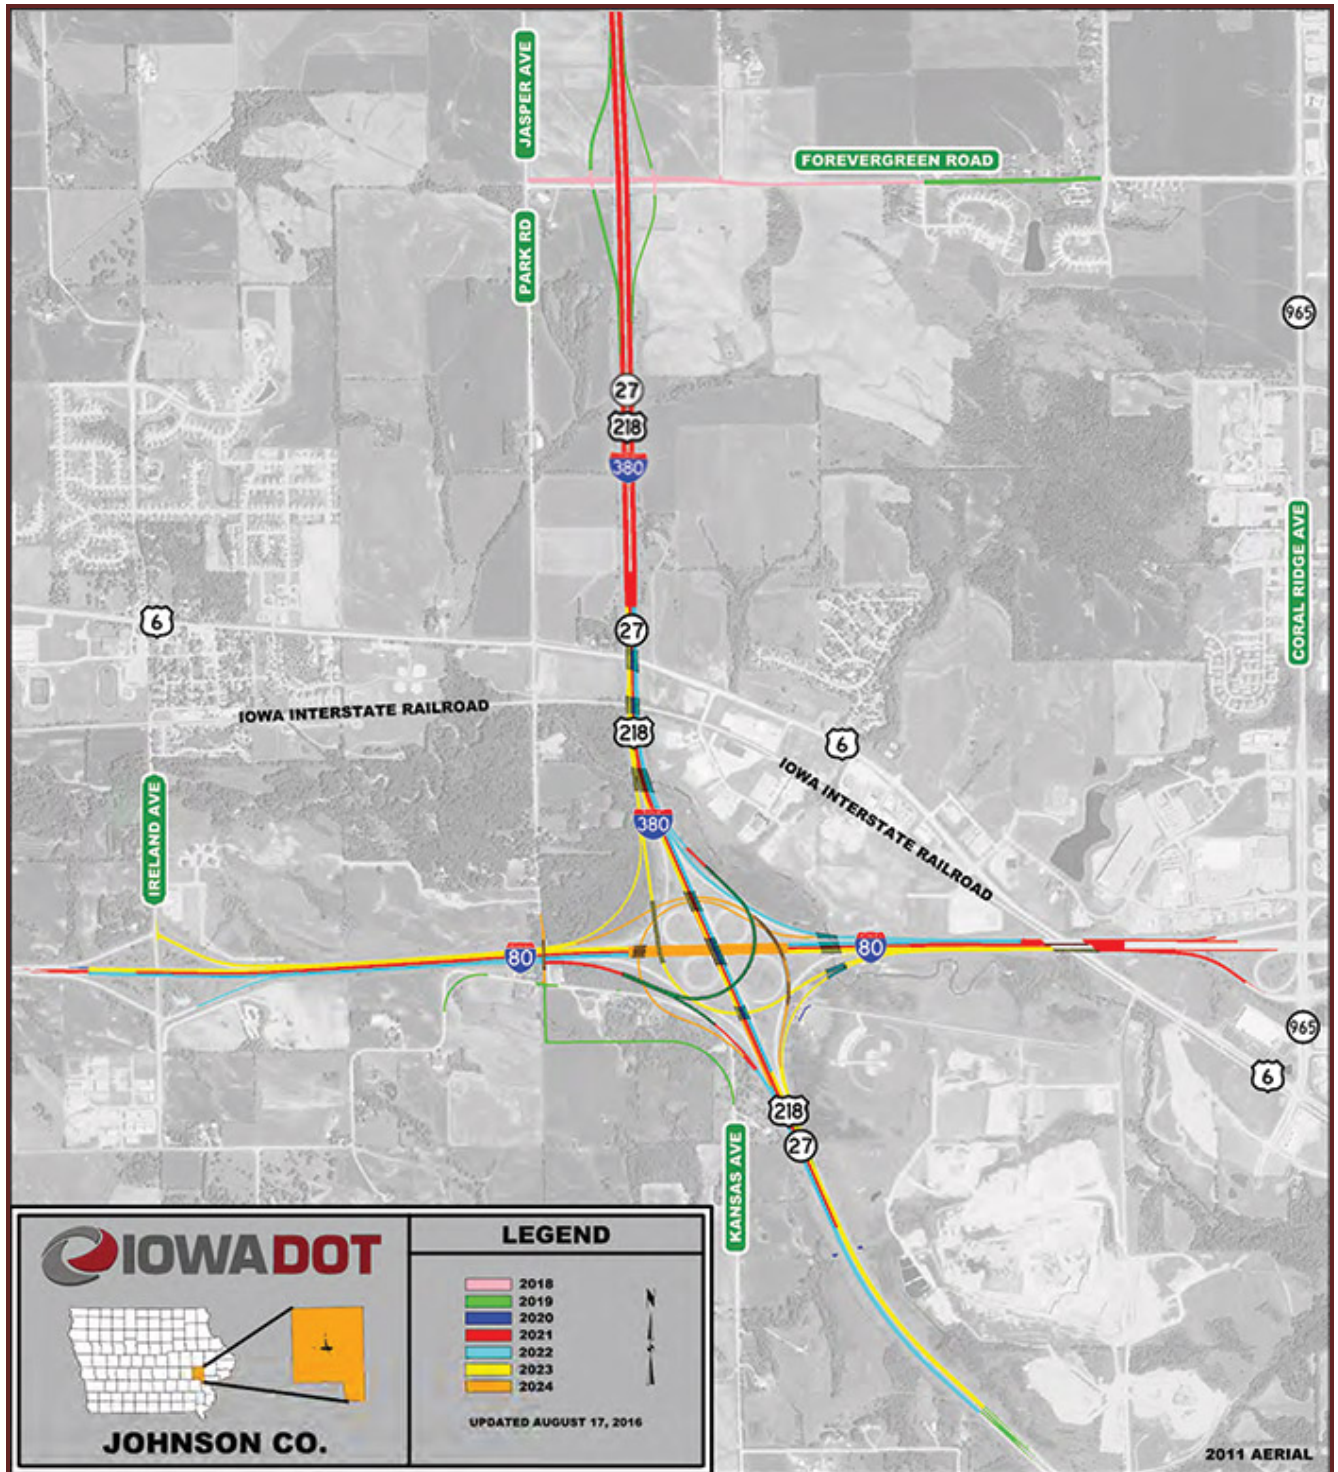 JASPER AVE
FOREVERGREEN ROAD
PARK RD
965
27
218
380
CORAL RIDGE AVE
6
27
IOWA INTERSTATE RAILROAD
218
6
IOWA INTERSTATE RAILROAD
IRELAND AVE
380
80
80
965
6
218
27
KANSAS AVE
IOWADOT
JOHNSON CO.
LEGEND
2018
2019
2020
2021
2022
2023
2024
UPDATED AUGUST 17, 2016
2011 AERIAL